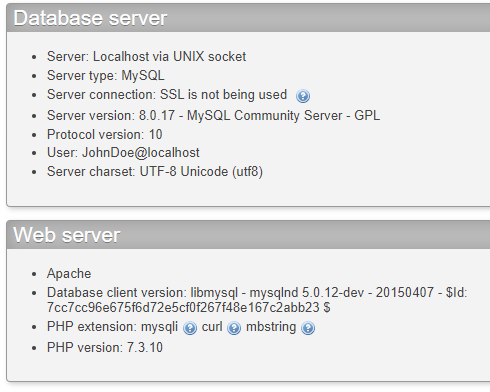 Database server
Server: Localhost via UNIX socket
Server type: MySQL
Server connection: SSL is not being used
Server version: 8.0.17 - MySQL Community Server - GPL
Protocol version: 10
User: JohnDoe@localhost
Server charset: UTF-8 Unicode (utf8)
Web server
Apache
Database client version: libmysql - mysqlnd 5.0.12-dev - 20150407 - $Id:
7cc7cc96e675f6d72e5cf0f267f48e167c2abb23 $
PHP extension: mysqli ? curl ? mbstring ?
PHP version: 7.3.10